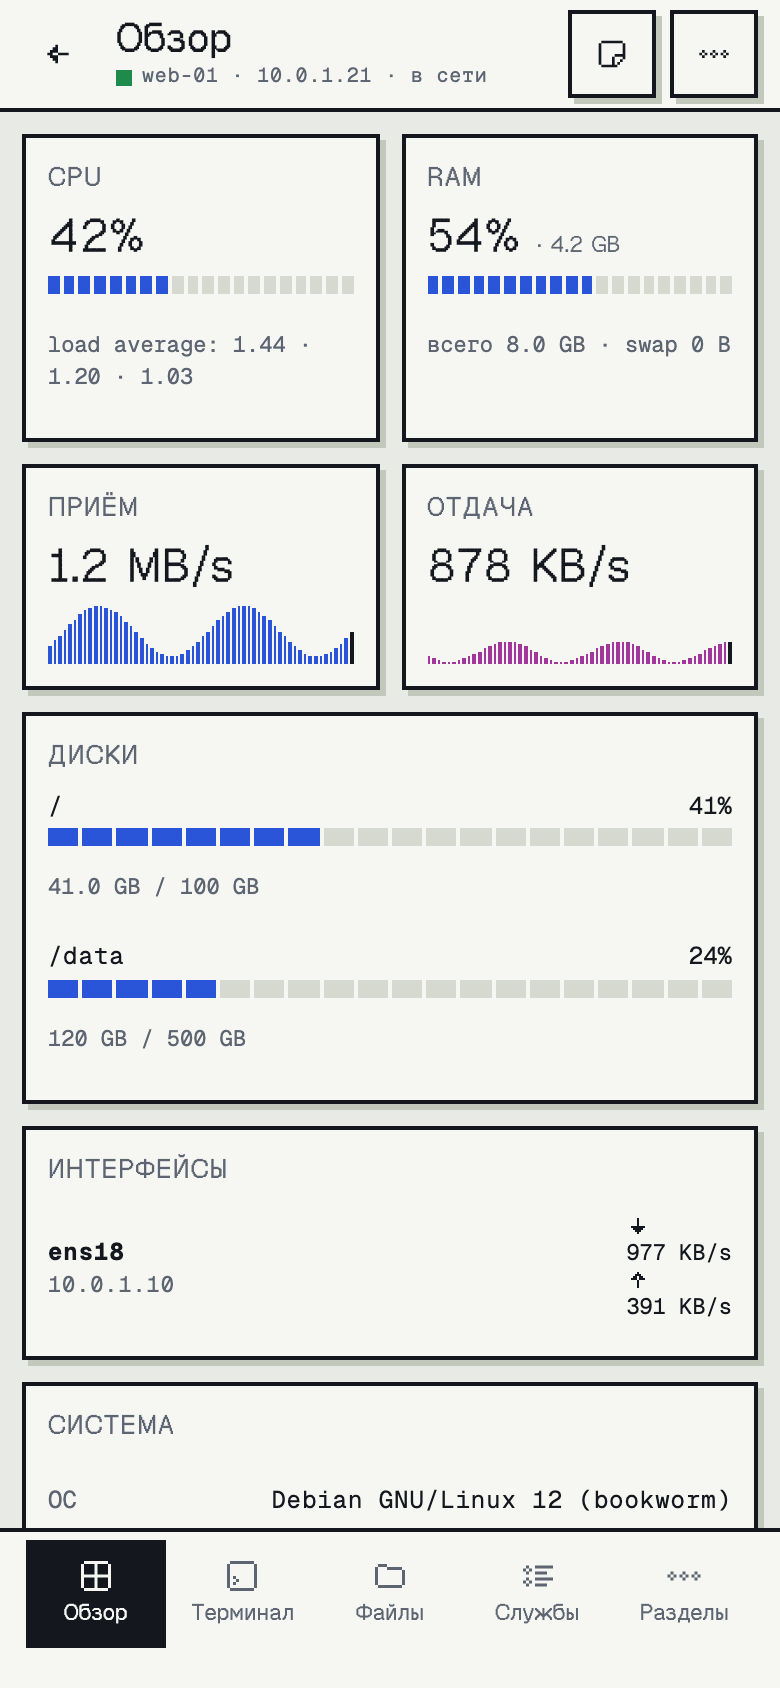 Обзор
web-01 · 10.0.1.21 · в сети
CPU
42%
load average: 1.44 ·
1.20 · 1.03
RAM
54% · 4.2 GB
всего 8.0 GB · swap 0 B
ПРИЁМ
1.2 MB/s
ОТДАЧА
878 KB/s
ДИСКИ
/ 41%
41.0 GB / 100 GB
/data 24%
120 GB / 500 GB
ИНТЕРФЕЙСЫ
ens18
10.0.1.10
977 KB/s
391 KB/s
СИСТЕМА
ОС Debian GNU/Linux 12 (bookworm)
Обзор Терминал Файлы Службы Разделы